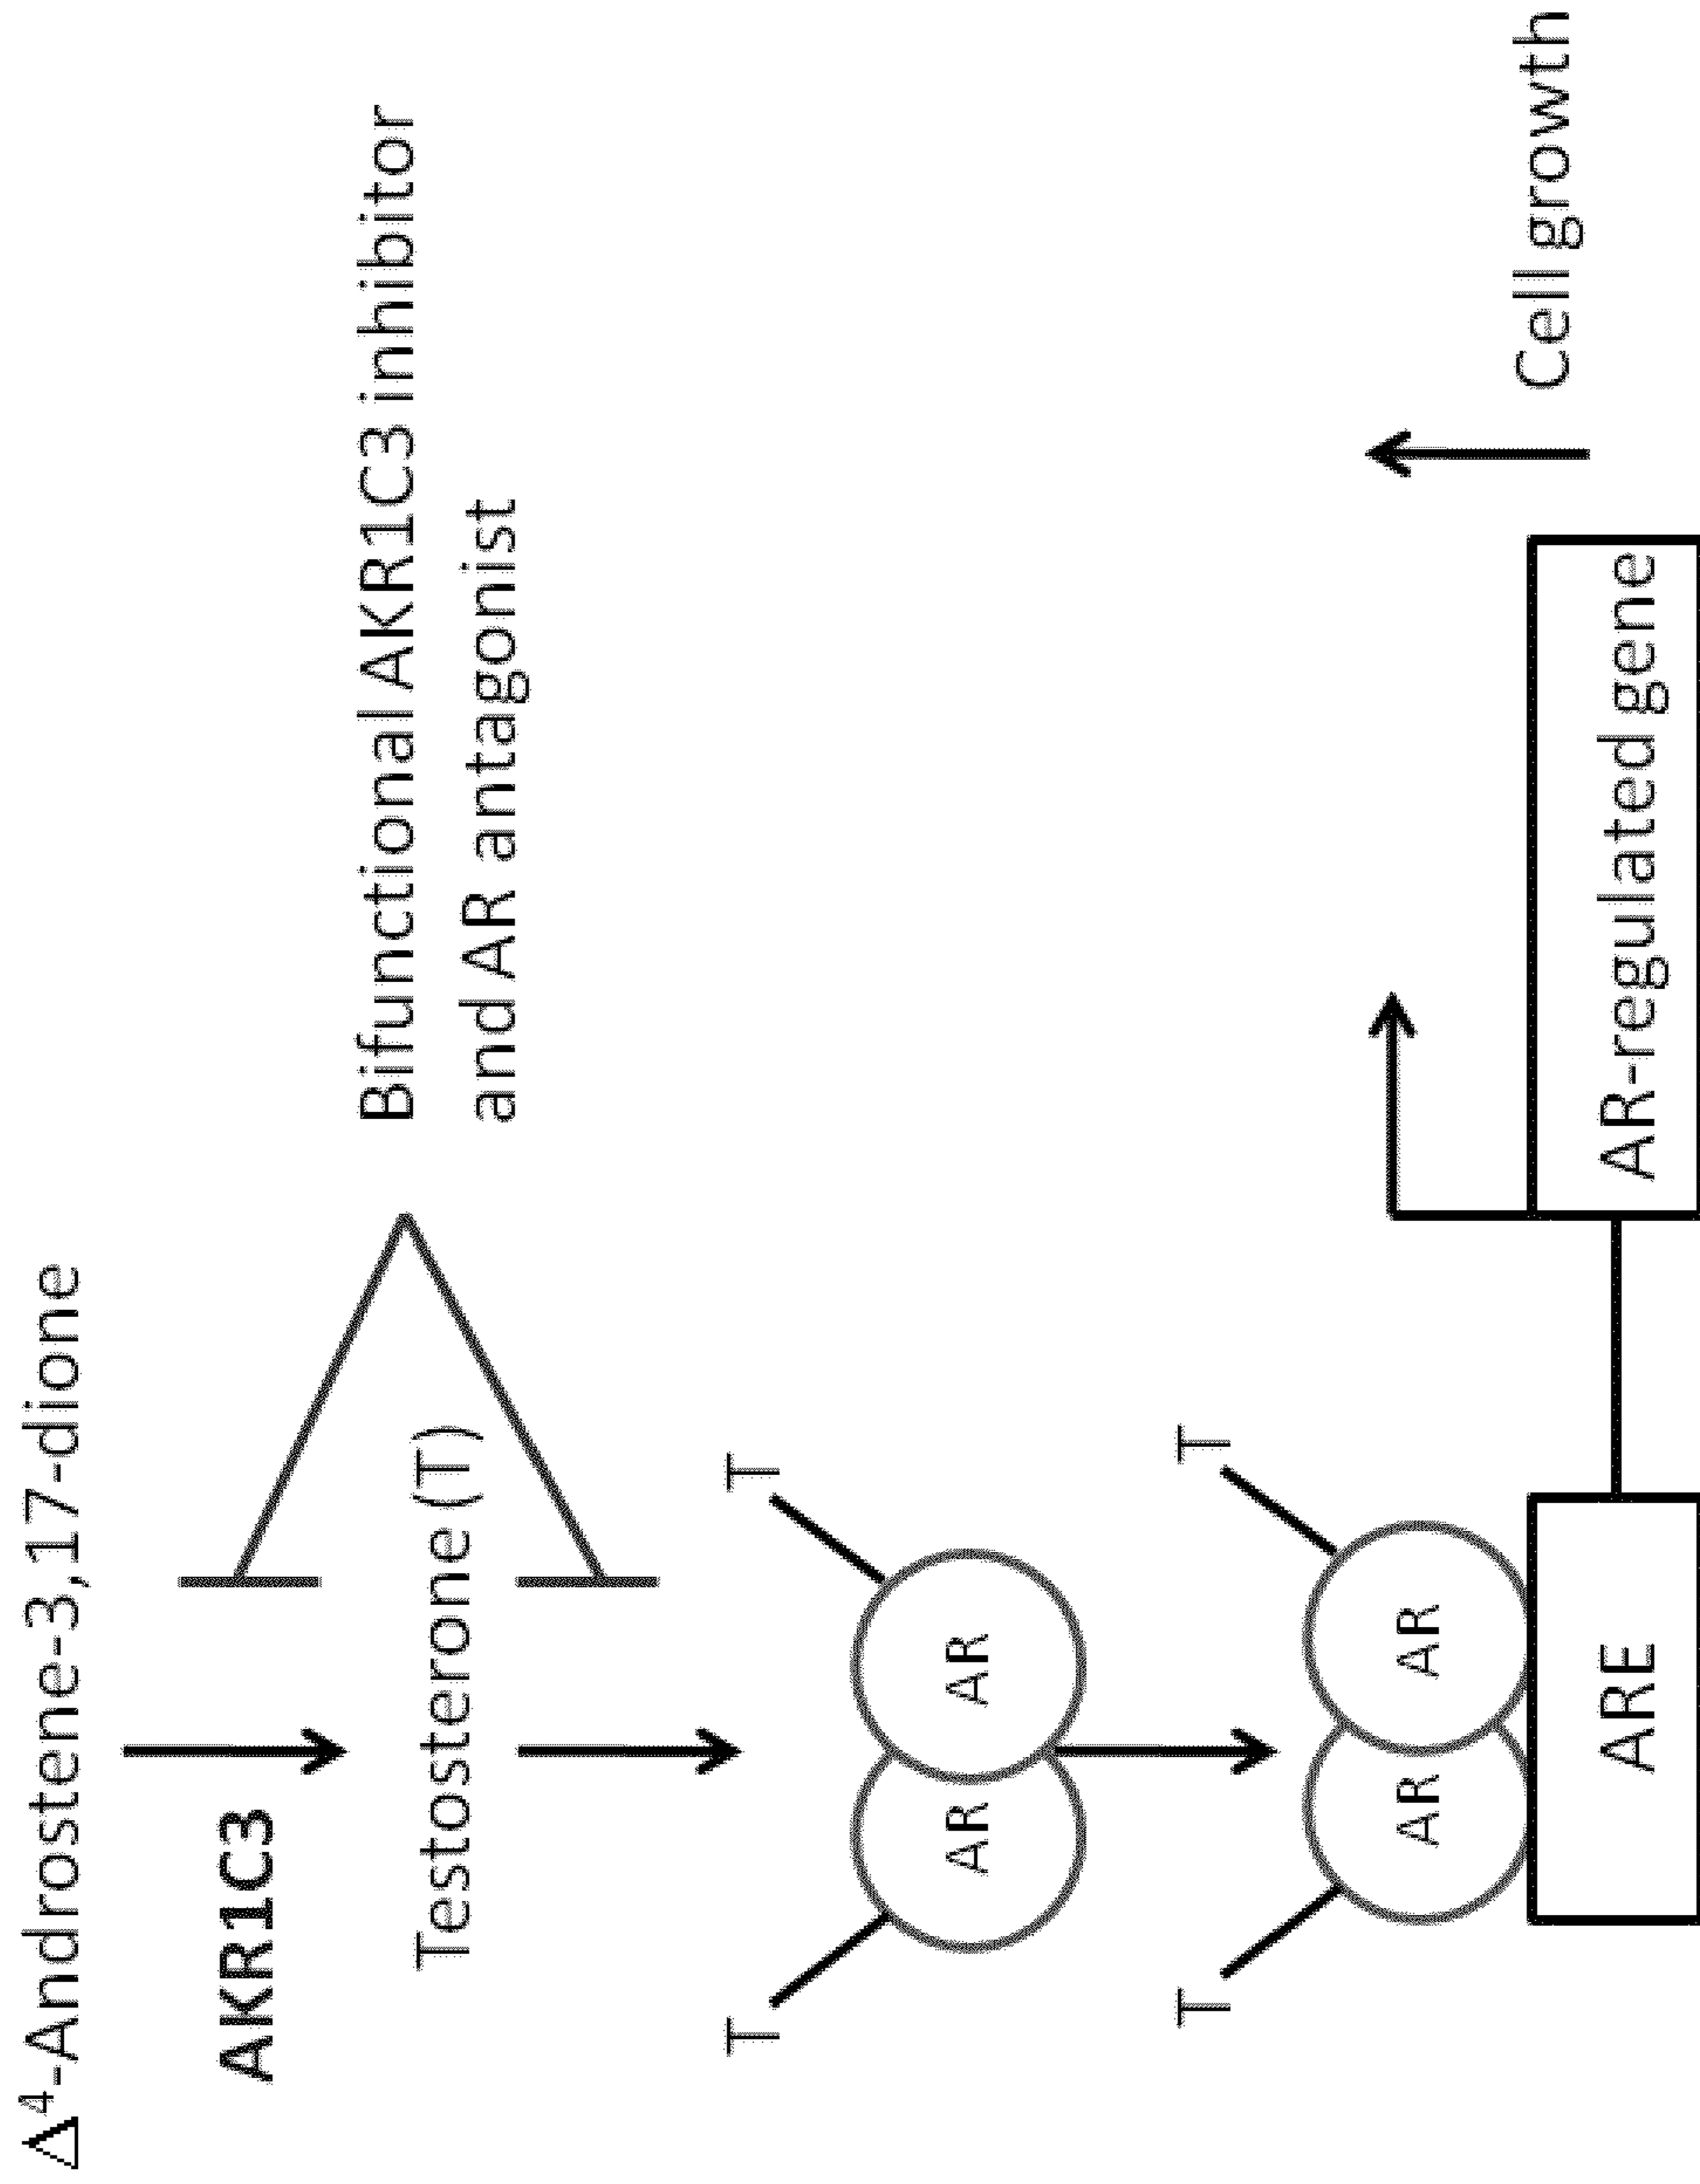 Δ⁴-Androstene-3,17-dione
AKR1C3
Bifunctional AKR1C3 inhibitor
and AR antagonist
Testosterone (T)
T
T
AR
AR
T
T
AR
AR
ARE
AR-regulated gene
Cell growth